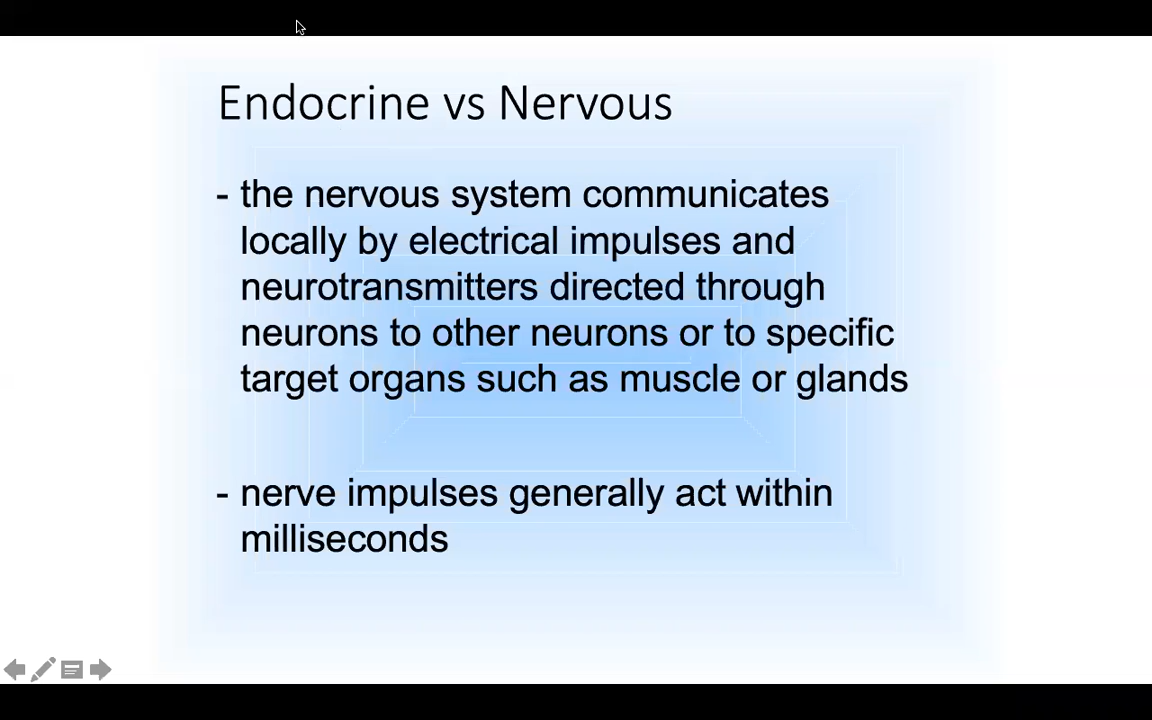 Endocrine vs Nervous
- the nervous system communicates
locally by electrical impulses and
neurotransmitters directed through
neurons to other neurons or to specific
target organs such as muscle or glands
- nerve impulses generally act within
milliseconds